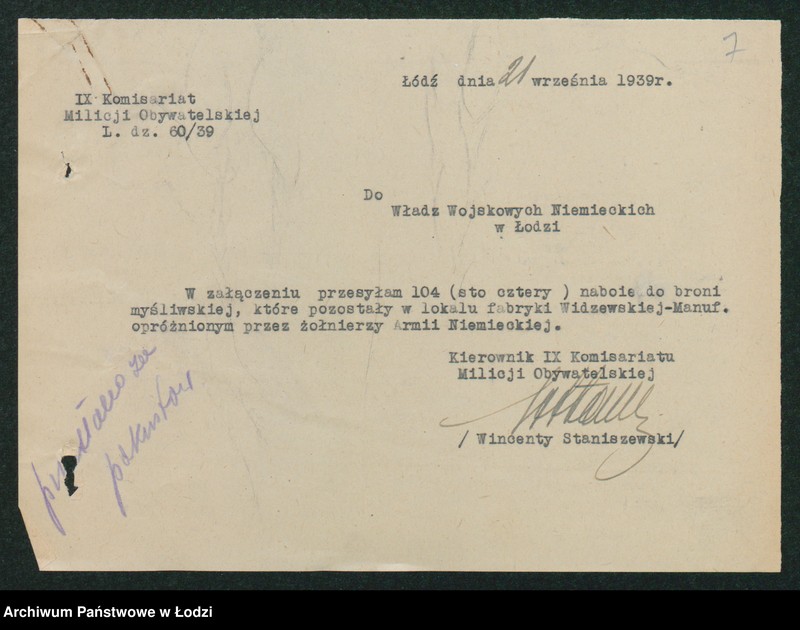 7
Łódź dnia 21 września 1939r.
IX Komisariat
Milicji Obywatelskiej
L. dz. 60/39
Do
Władz Wojskowych Niemieckich
w Łodzi
W załączeniu przesyłam 104 (sto cztery ) naboie do broni
myśliwskiej, które pozostały w lokalu fabryki Widzewskiej-Manuf.
opróżnionym przez żołnierzy Armii Niemieckiej.
Kierownik IX Komisariatu
Milicji Obywatelskiej
/ Wincenty Staniszewski/
Archiwum Państwowe w Łodzi